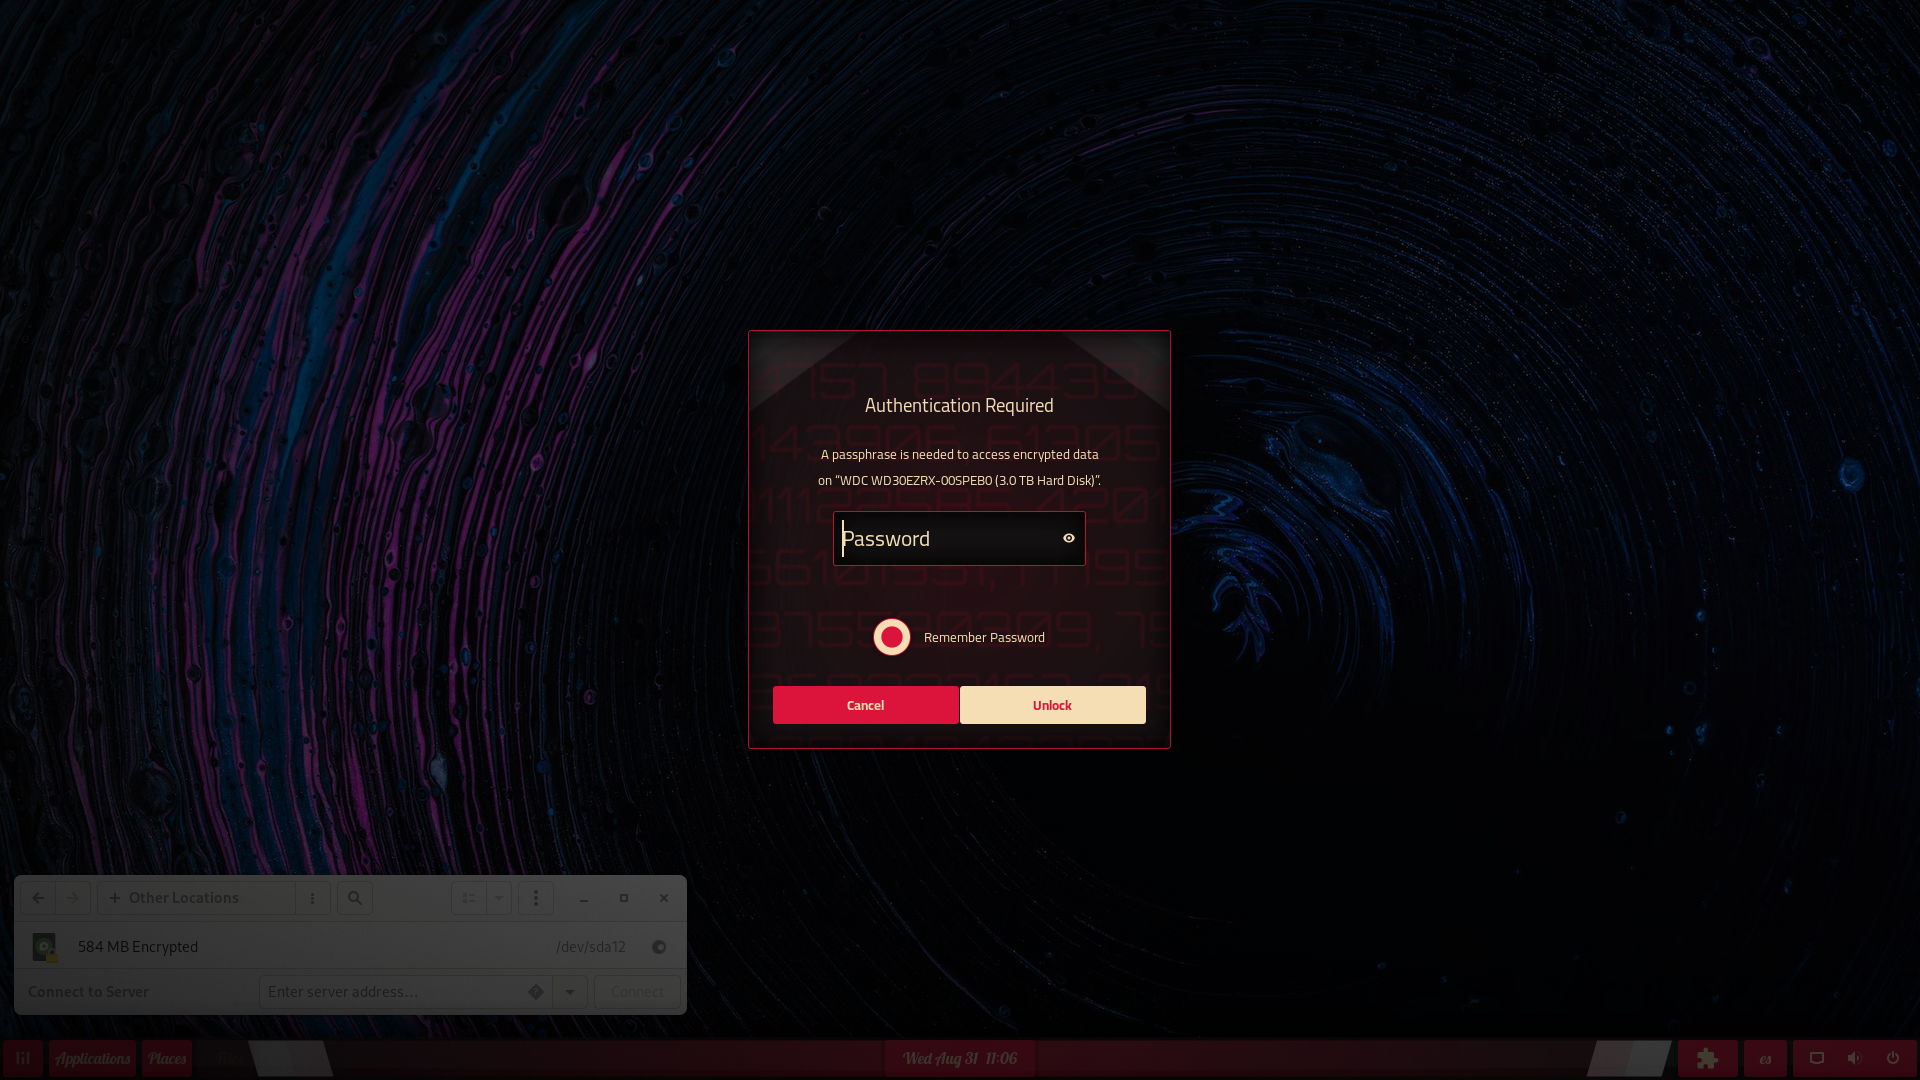 Authentication Required
A passphrase is needed to access encrypted data
on “WDC WD30EZRX-00SPEB0 (3.0 TB Hard Disk)”.
Password
Remember Password
Cancel
Unlock
Other Locations
584 MB Encrypted
/dev/sda12
Connect to Server
Enter server address…
Connect
Applications
Places
Files
Wed Aug 31 11:06
es